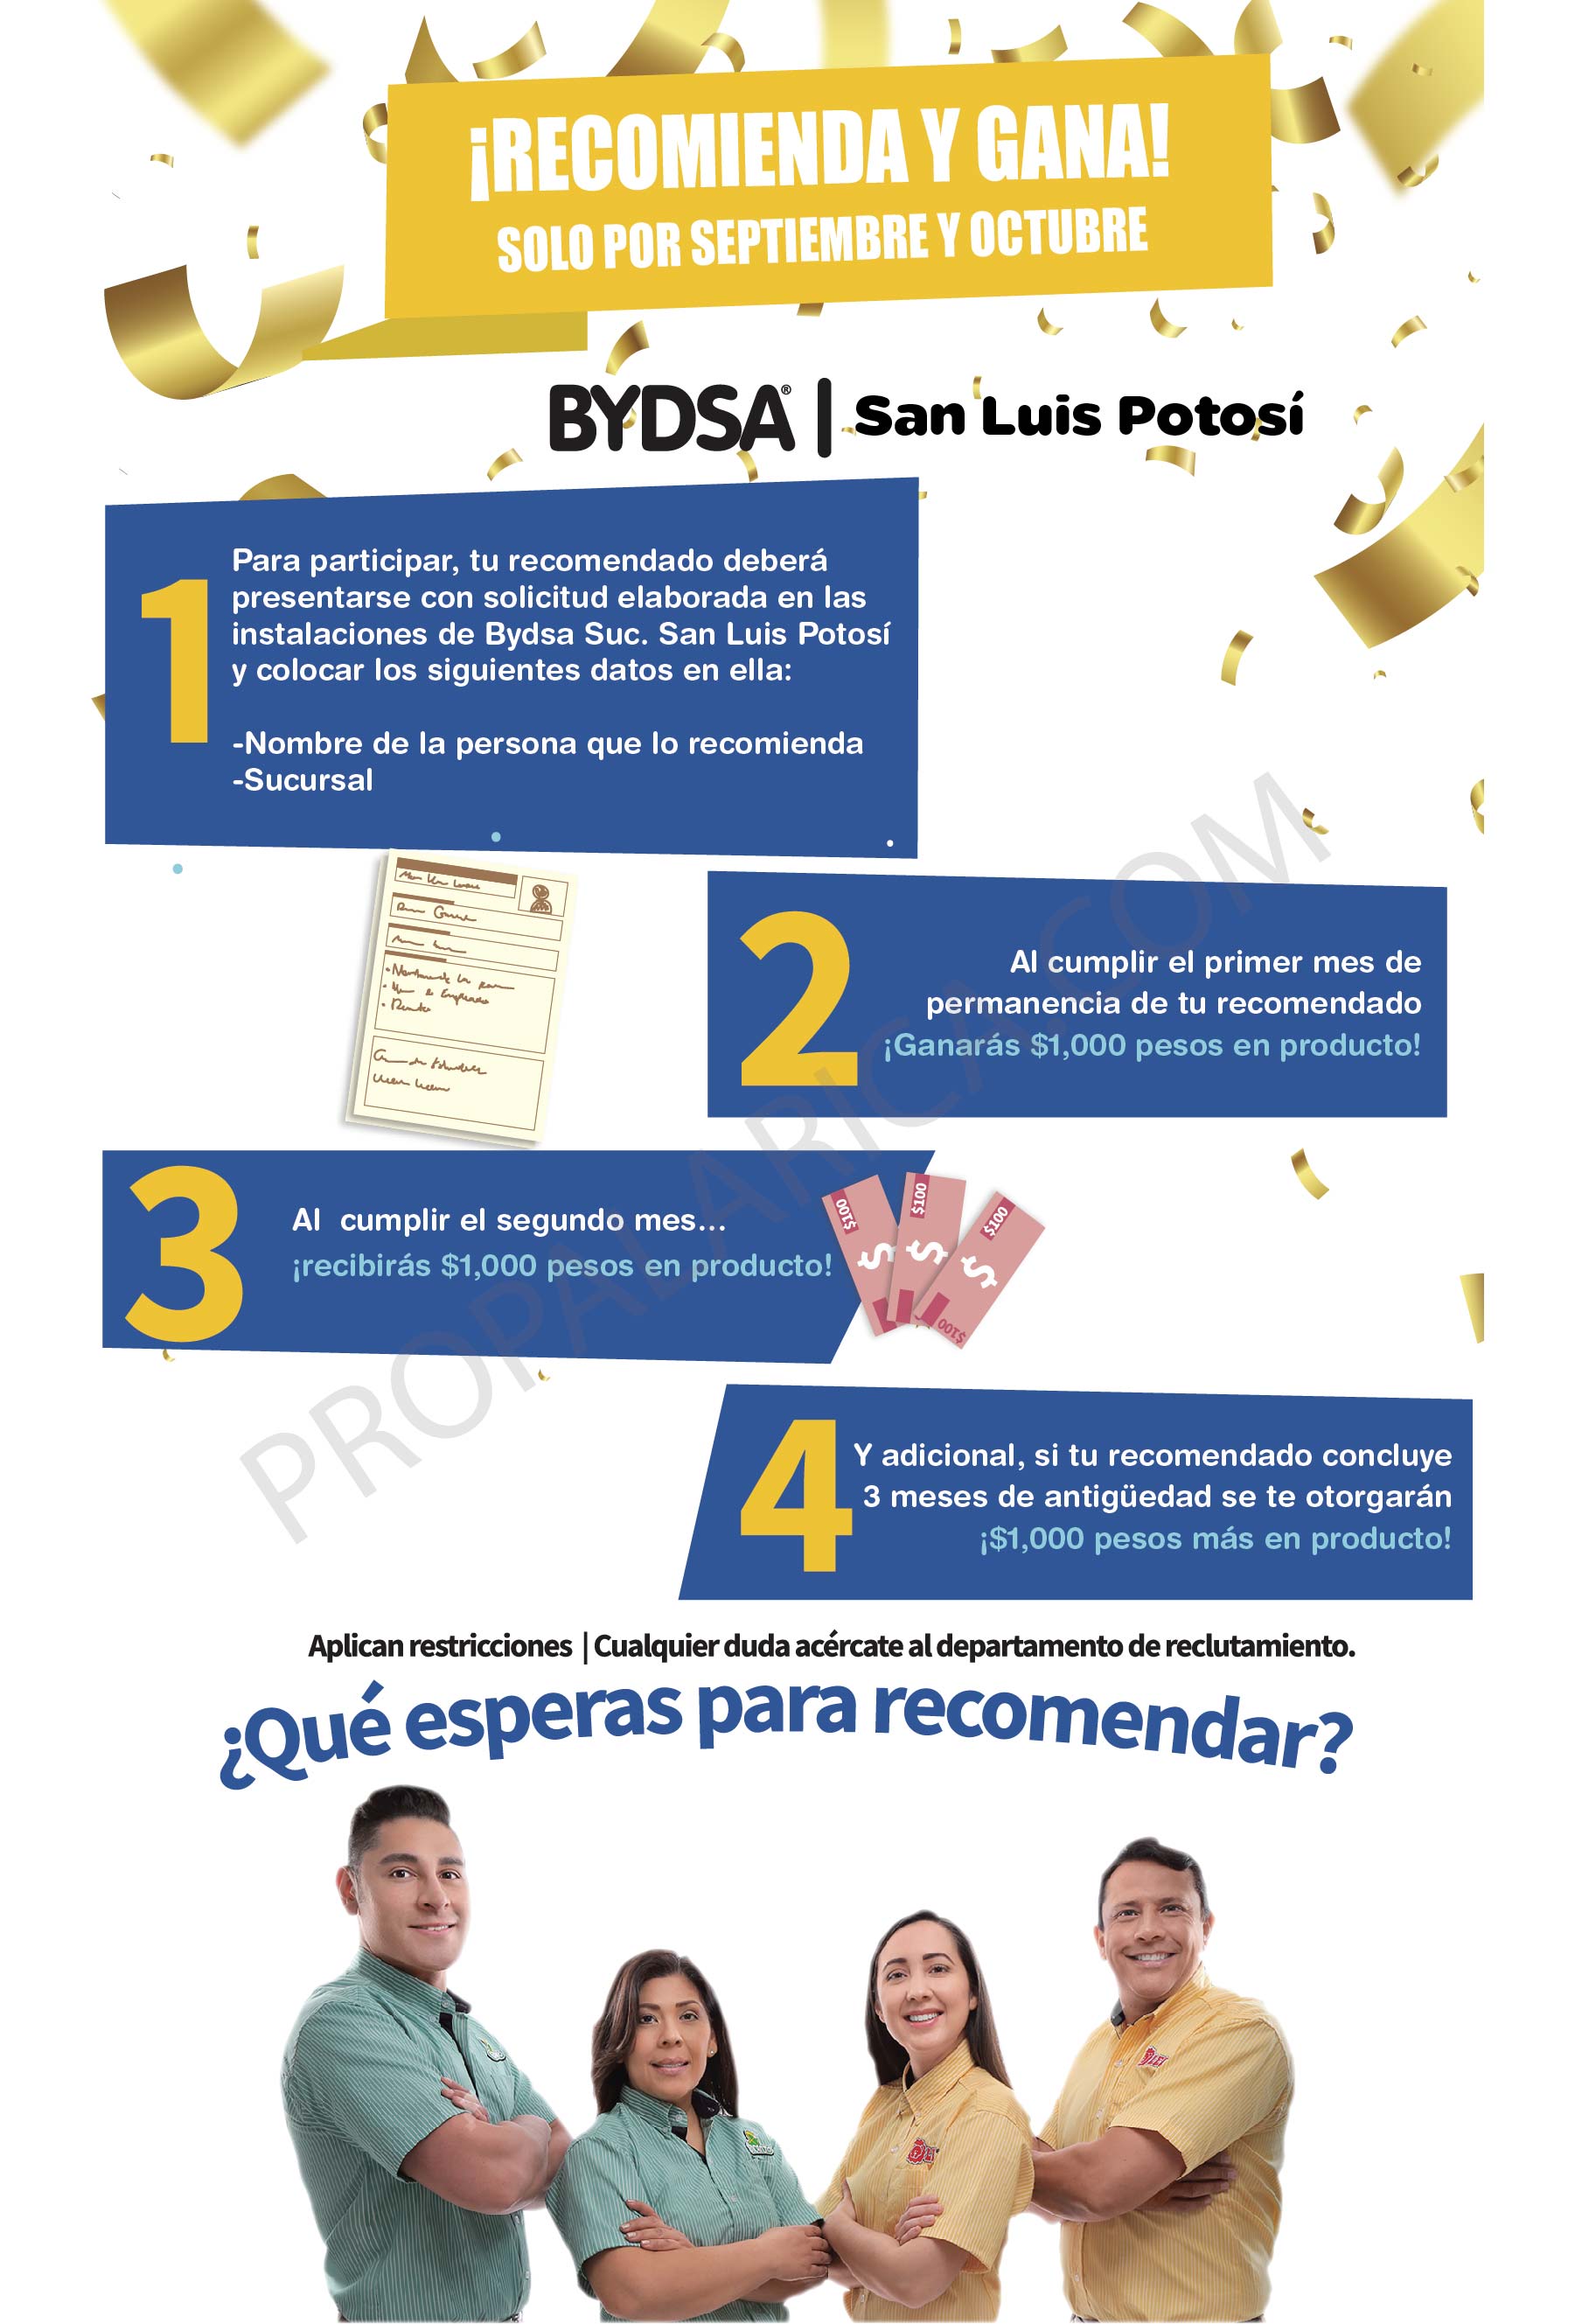 ¡RECOMIENDA Y GANA!
SOLO POR SEPTIEMBRE Y OCTUBRE
BYDSA® | San Luis Potosí
1
Para participar, tu recomendado deberá
presentarse con solicitud elaborada en las
instalaciones de Bydsa Suc. San Luis Potosí
y colocar los siguientes datos en ella:
-Nombre de la persona que lo recomienda
-Sucursal
2
Al cumplir el primer mes de
permanencia de tu recomendado
¡Ganarás $1,000 pesos en producto!
3
Al cumplir el segundo mes...
¡recibirás $1,000 pesos en producto!
$100
$100
$100
$
$
$
$100
4
Y adicional, si tu recomendado concluye
3 meses de antigüedad se te otorgarán
¡$1,000 pesos más en producto!
PROPALARICA.COM
Aplican restricciones | Cualquier duda acércate al departamento de reclutamiento.
¿Qué esperas para recomendar?